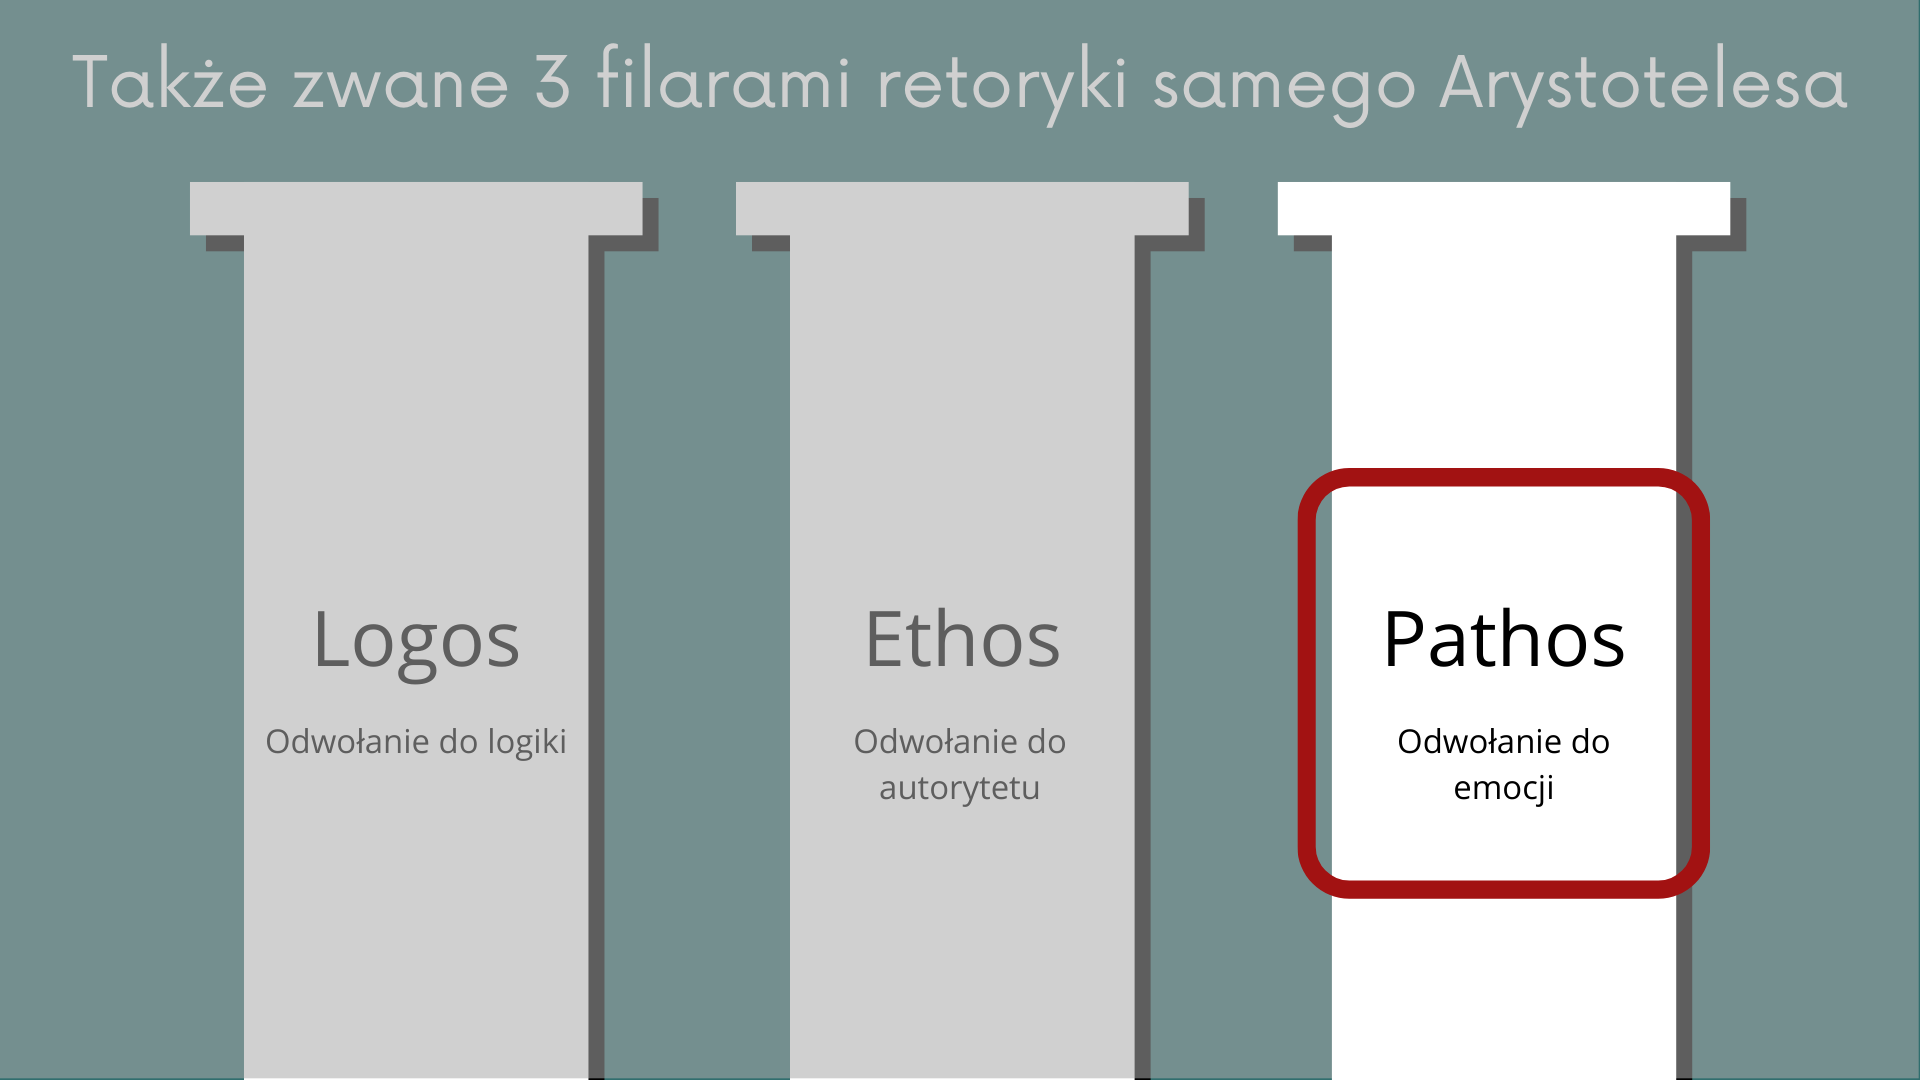 Także zwane 3 filarami retoryki samego Arystotelesa
Logos
Odwołanie do logiki
Ethos
Odwołanie do
autorytetu
Pathos
Odwołanie do
emocji